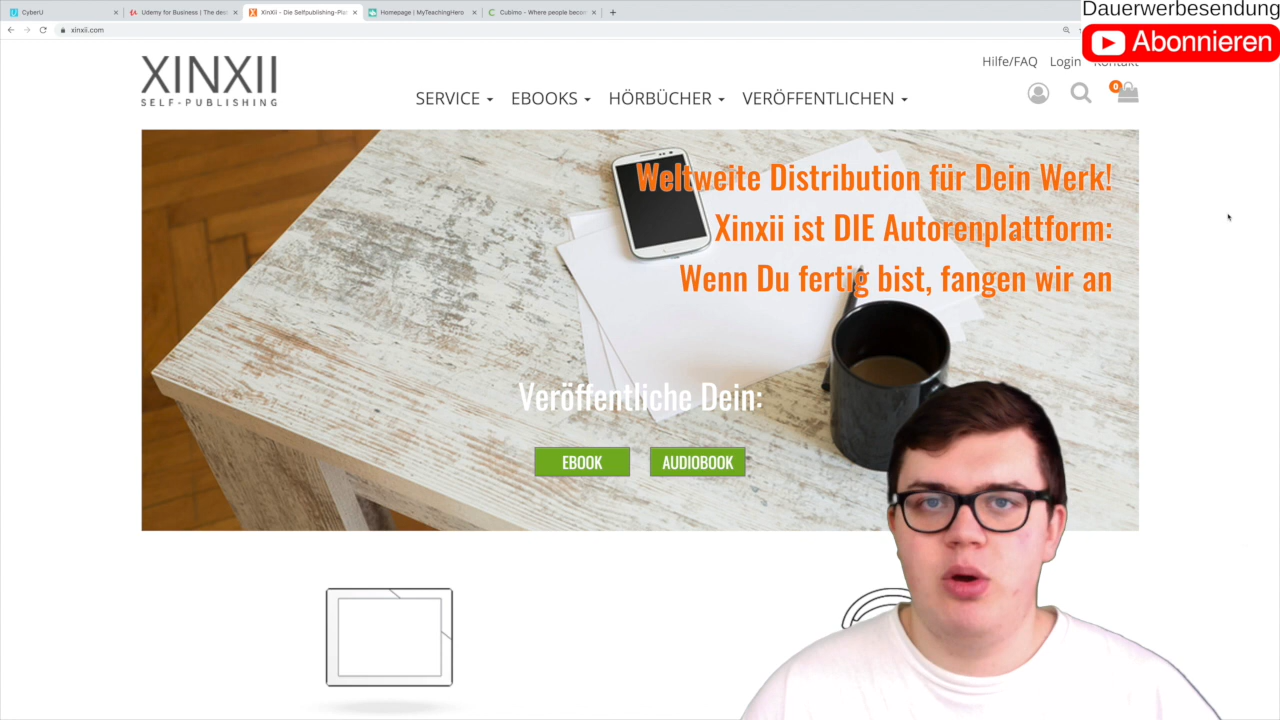 CyberU
Udemy for Business | The des
XinXii - Die Selfpublishing-Plat
Homepage | MyTeachingHero
Cubimo - Where people becom
Dauerwerbesendung
xinxii.com
Abonnieren
XINXII
SELF-PUBLISHING
Hilfe/FAQ Login Kontakt
0
SERVICE EBOOKS HÖRBÜCHER VERÖFFENTLICHEN
Weltweite Distribution für Dein Werk!
Xinxii ist DIE Autorenplattform:
Wenn Du fertig bist, fangen wir an
Veröffentliche Dein:
EBOOK AUDIOBOOK